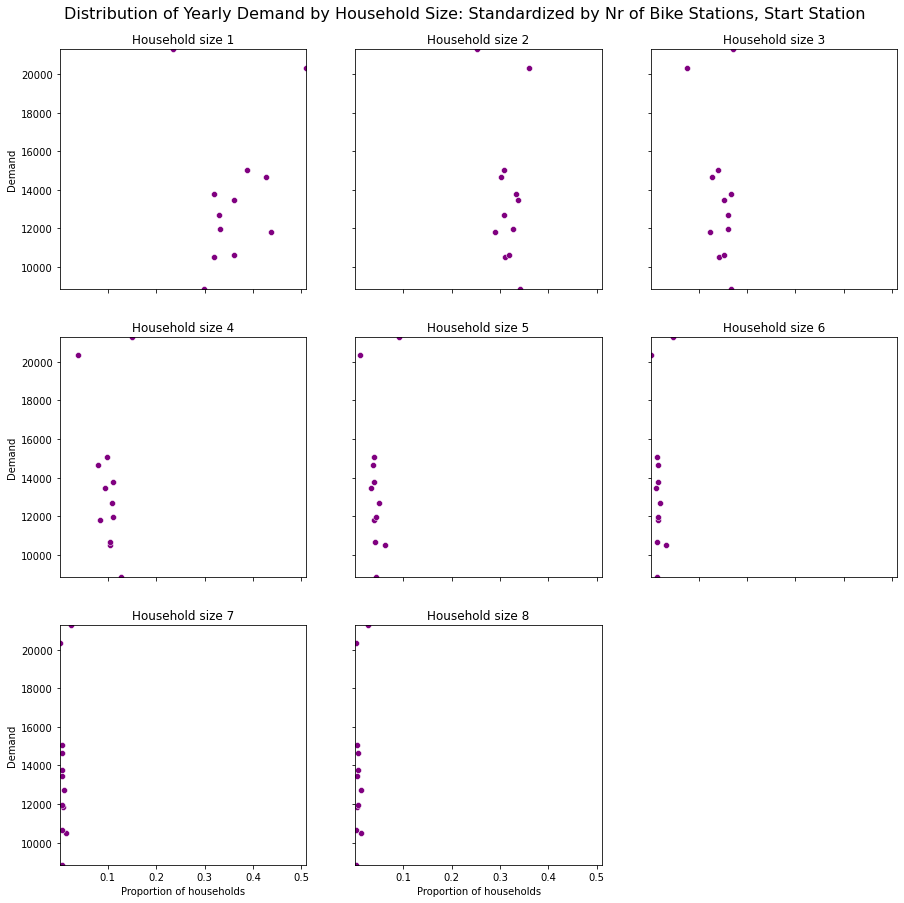 Distribution of Yearly Demand by Household Size: Standardized by Nr of Bike Stations, Start Station
Household size 1
Household size 2
Household size 3
20000
18000
16000
14000
12000
10000
Demand
Household size 4
Household size 5
Household size 6
20000
18000
16000
14000
12000
10000
Demand
Household size 7
Household size 8
20000
18000
16000
14000
12000
10000
Demand
0.1 0.2 0.3 0.4 0.5
0.1 0.2 0.3 0.4 0.5
Proportion of households
Proportion of households